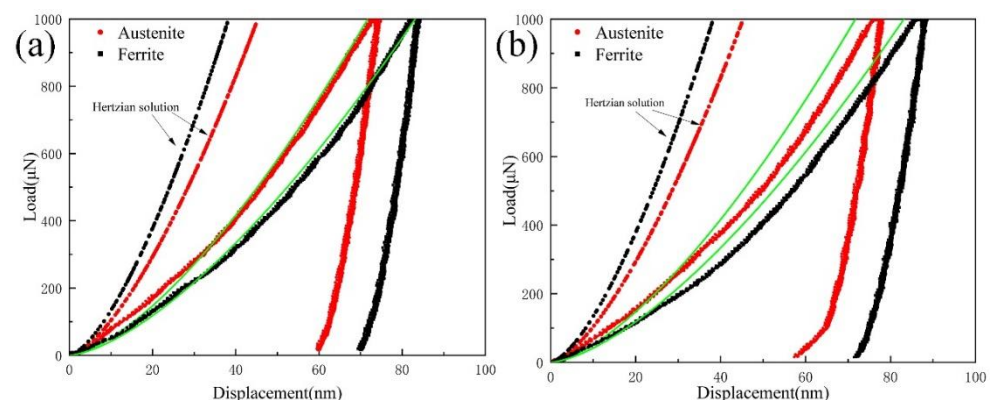 (a)
Austenite
Ferrite
Hertzian solution
Load(μN)
1000
800
600
400
200
0
0 20 40 60 80 100
Displacement(nm)
(b)
Austenite
Ferrite
Hertzian solution
Load(μN)
1000
800
600
400
200
0
0 20 40 60 80 100
Displacement(nm)